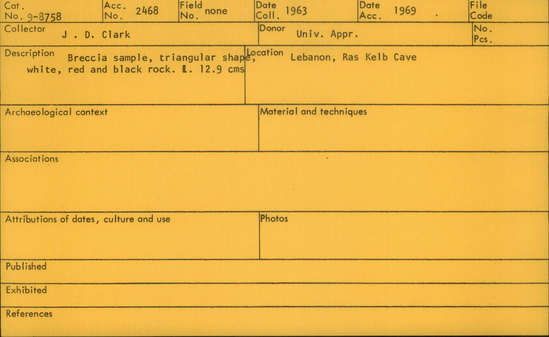 Cat. No. 9-8758 Acc. No. 2468 Field No. none Date Coll. 1963 Date Acc. 1969 File Code
Collector J. D. Clark Donor Univ. Appr. No. Pcs.
Description Breccia sample, triangular shape, Location Lebanon, Ras Kelb Cave
white, red and black rock. L. 12.9 cms
Archaeological context Material and techniques
Associations
Attributions of dates, culture and use Photos
Published
Exhibited
References